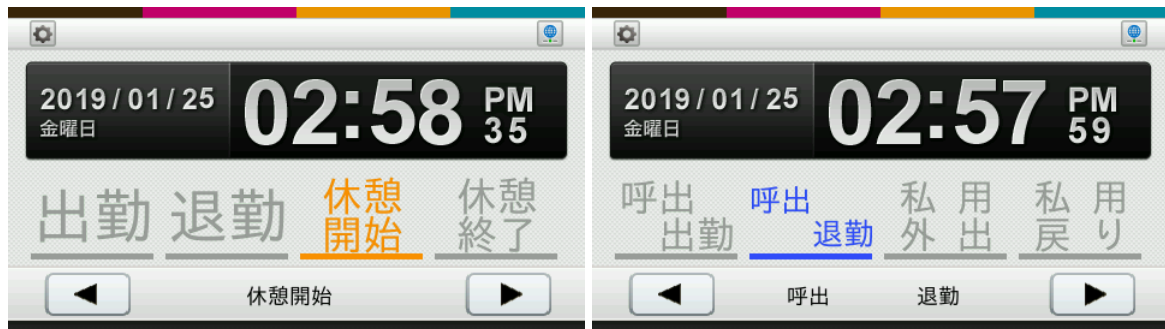 2019/01/25
金曜日
02:58 PM 35
出勤 退勤 休憩開始 休憩終了
休憩開始
2019/01/25
金曜日
02:57 PM 59
呼出出勤 呼出退勤 私用外出 私用戻り
呼出 退勤